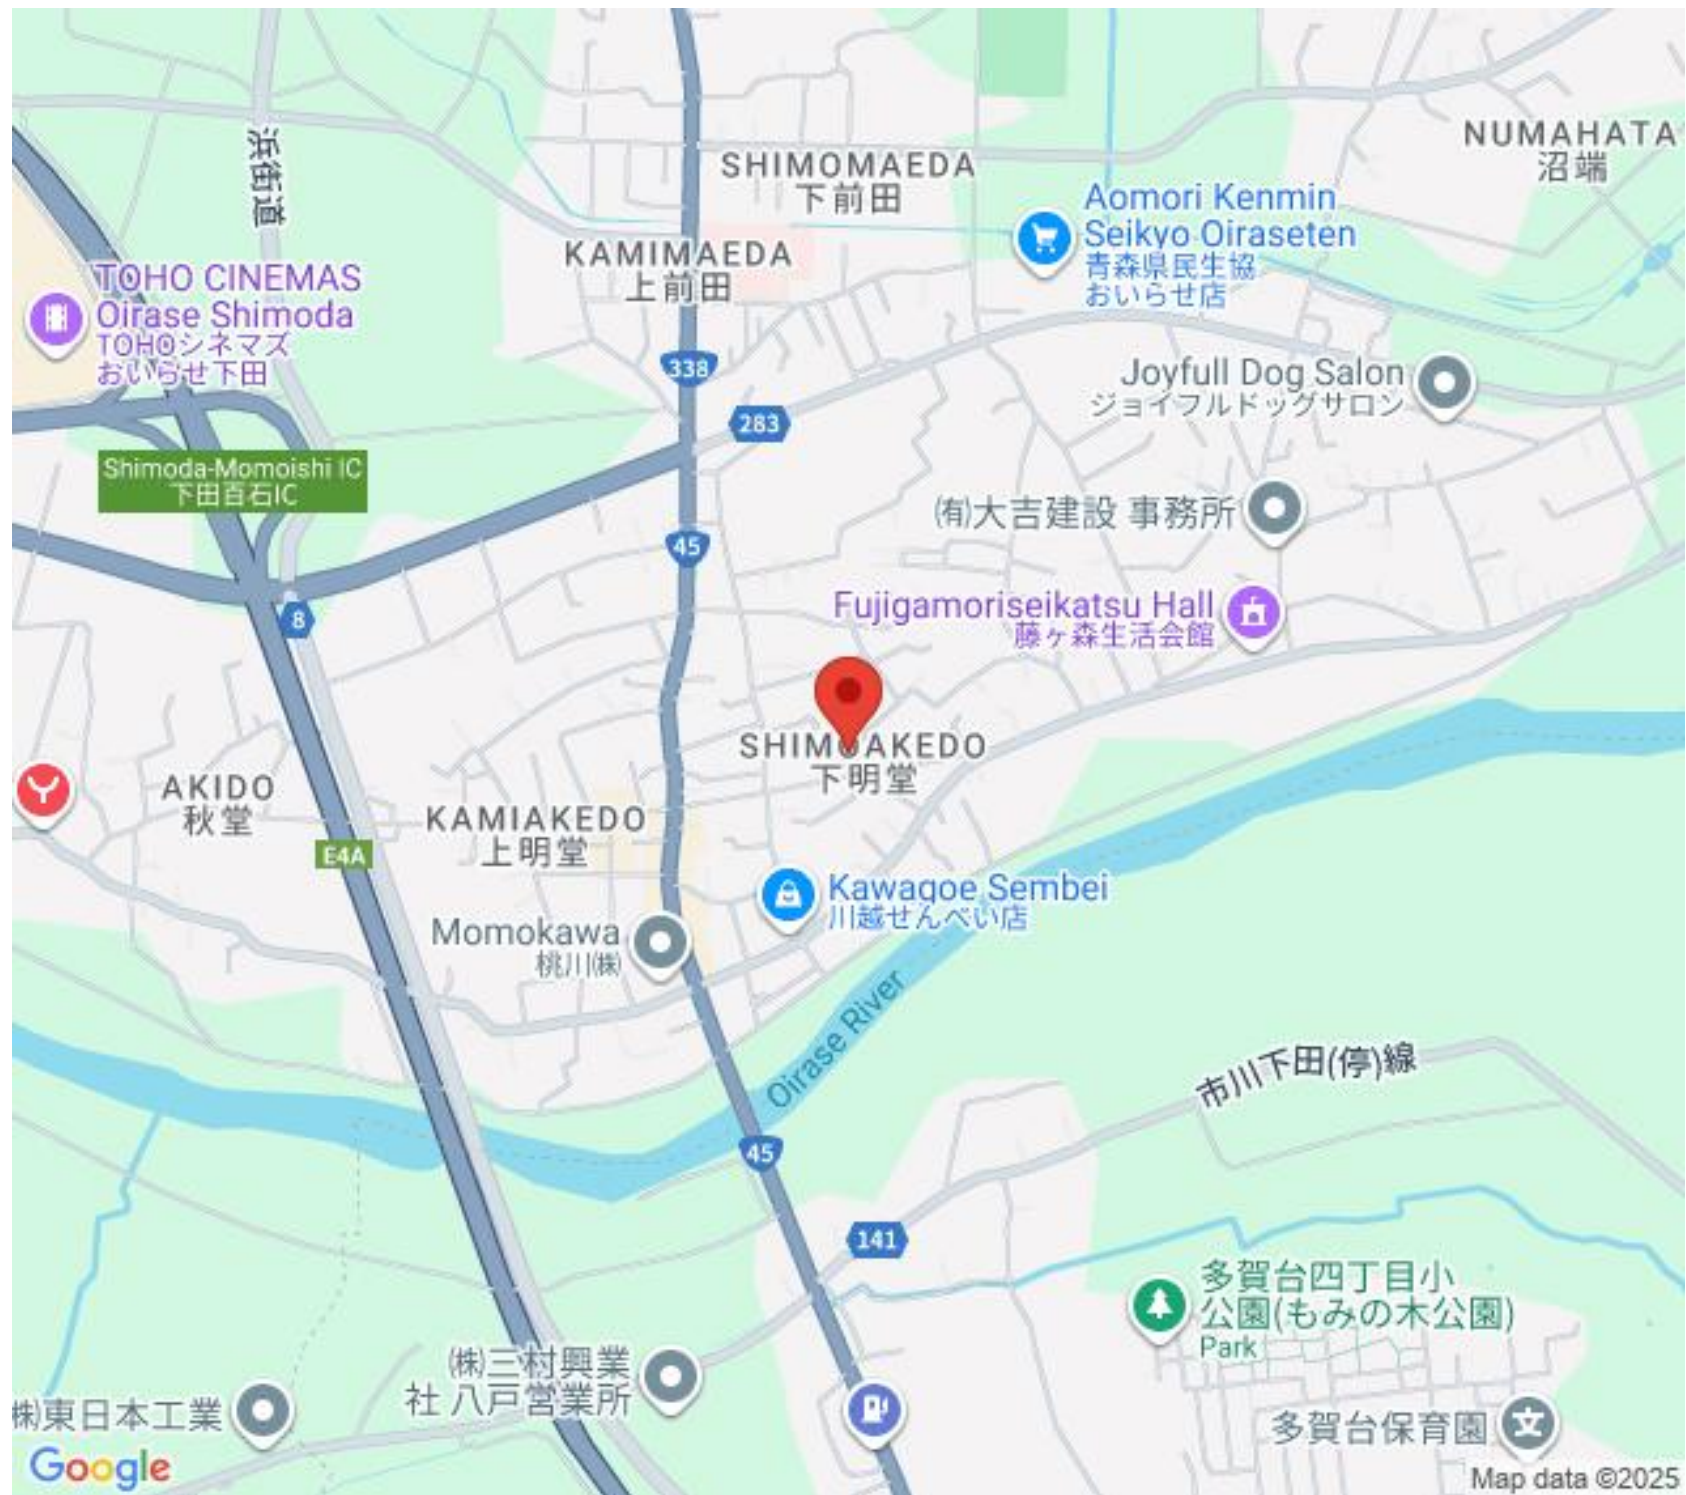 浜街道
SHIMOMAEDA
下前田
NUMAHATA
沼端
Aomori Kenmin
Seikyo Oiraseten
青森県民生協
おいらせ店
KAMIMAEDA
上前田
TOHO CINEMAS
Oirase Shimoda
TOHOシネマズ
おいらせ下田
338
283
Joyfull Dog Salon
ジョイフルドッグサロン
Shimoda-Momoishi IC
下田百石IC
45
㈲大吉建設 事務所
8
Fujigamoriseikatsu Hall
藤ヶ森生活会館
SHIMOAKEDO
下明堂
AKIDO
秋堂
KAMIAKEDO
上明堂
E4A
Kawagoe Sembei
川越せんべい店
Momokawa
桃川㈱
Oirase River
市川下田(停)線
45
141
多賀台四丁目小
公園(もみの木公園)
Park
㈱三村興業
社 八戸営業所
㈱東日本工業
多賀台保育園
文
Google
Map data ©2025